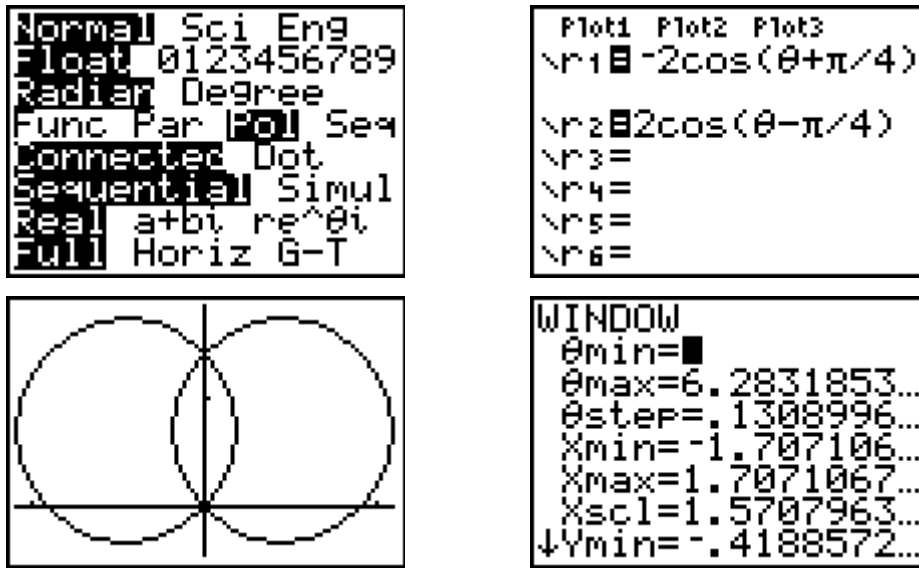 Normal Sci Eng
Float 0123456789
Radian Degree
Func Par Pol Seq
Connected Dot
Sequential Simul
Real a+bi re^θi
Full Horiz G-T
Plot1 Plot2 Plot3
\r1=-2cos(θ+π/4)
\r2=2cos(θ-π/4)
\r3=
\r4=
\r5=
\r6=
WINDOW
θmin=
θmax=6.2831853…
θstep=.1308996…
Xmin=-1.707106…
Xmax=1.7071067…
Xscl=1.5707963…
↓Ymin=-.4188572…